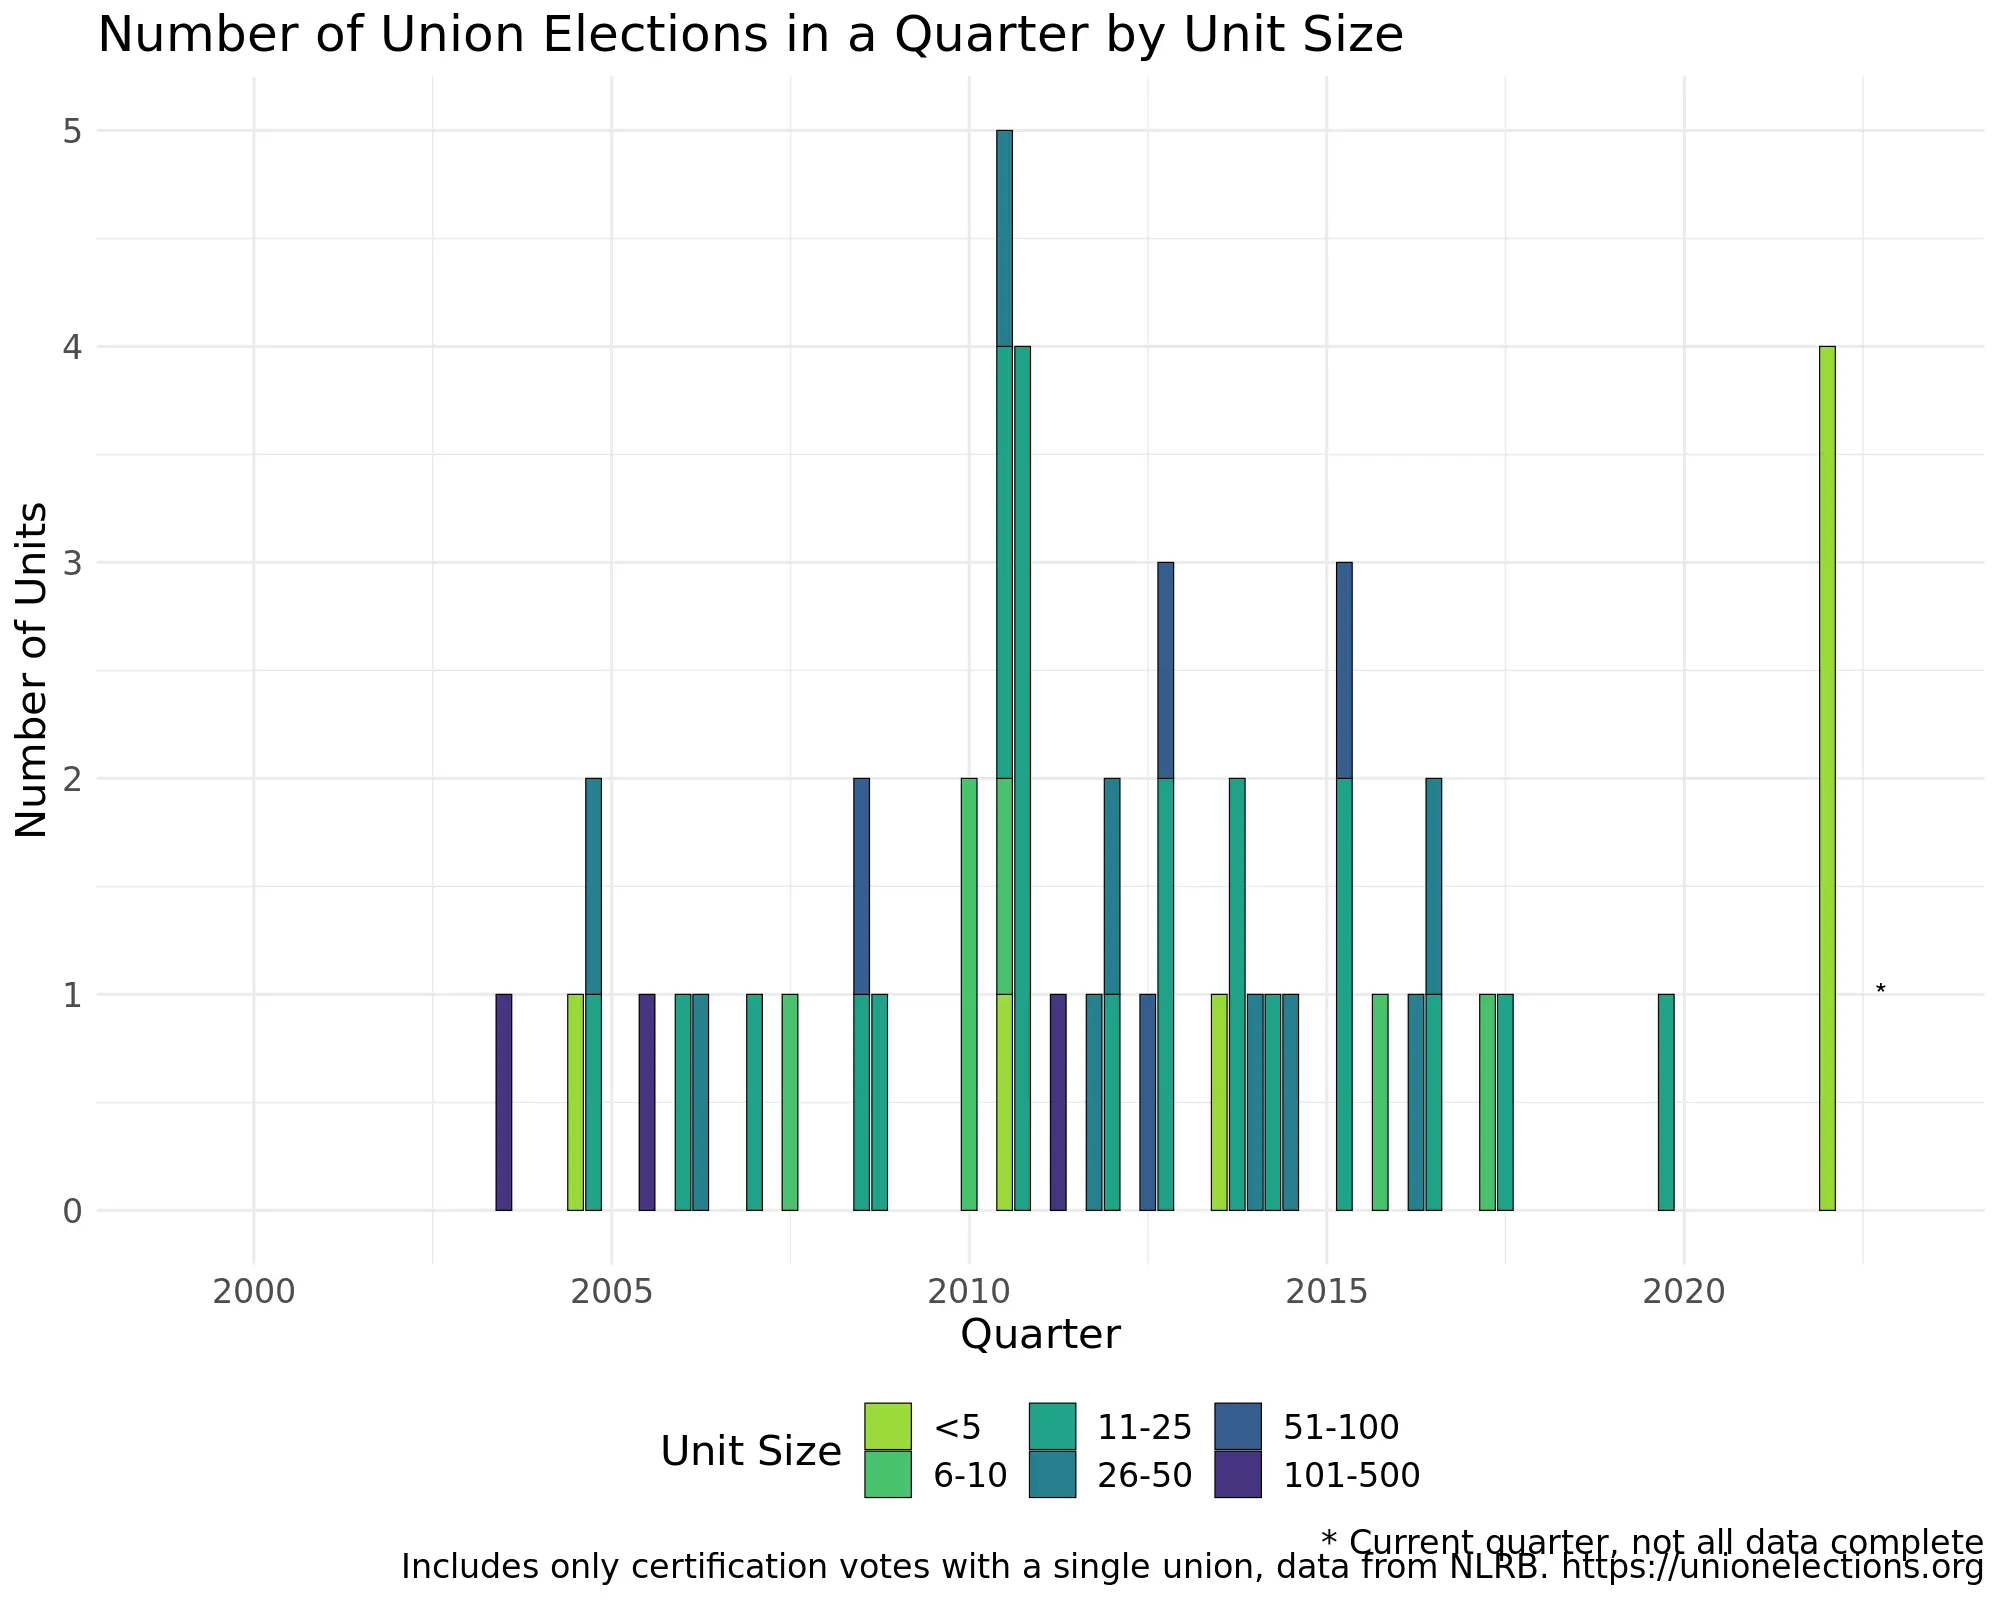 Number of Union Elections in a Quarter by Unit Size
Number of Units
5
4
3
2
1
0
*
2000 2005 2010 2015 2020
Quarter
Unit Size
<5 11-25 51-100
6-10 26-50 101-500
* Current quarter, not all data complete
Includes only certification votes with a single union, data from NLRB. https://unionelections.org